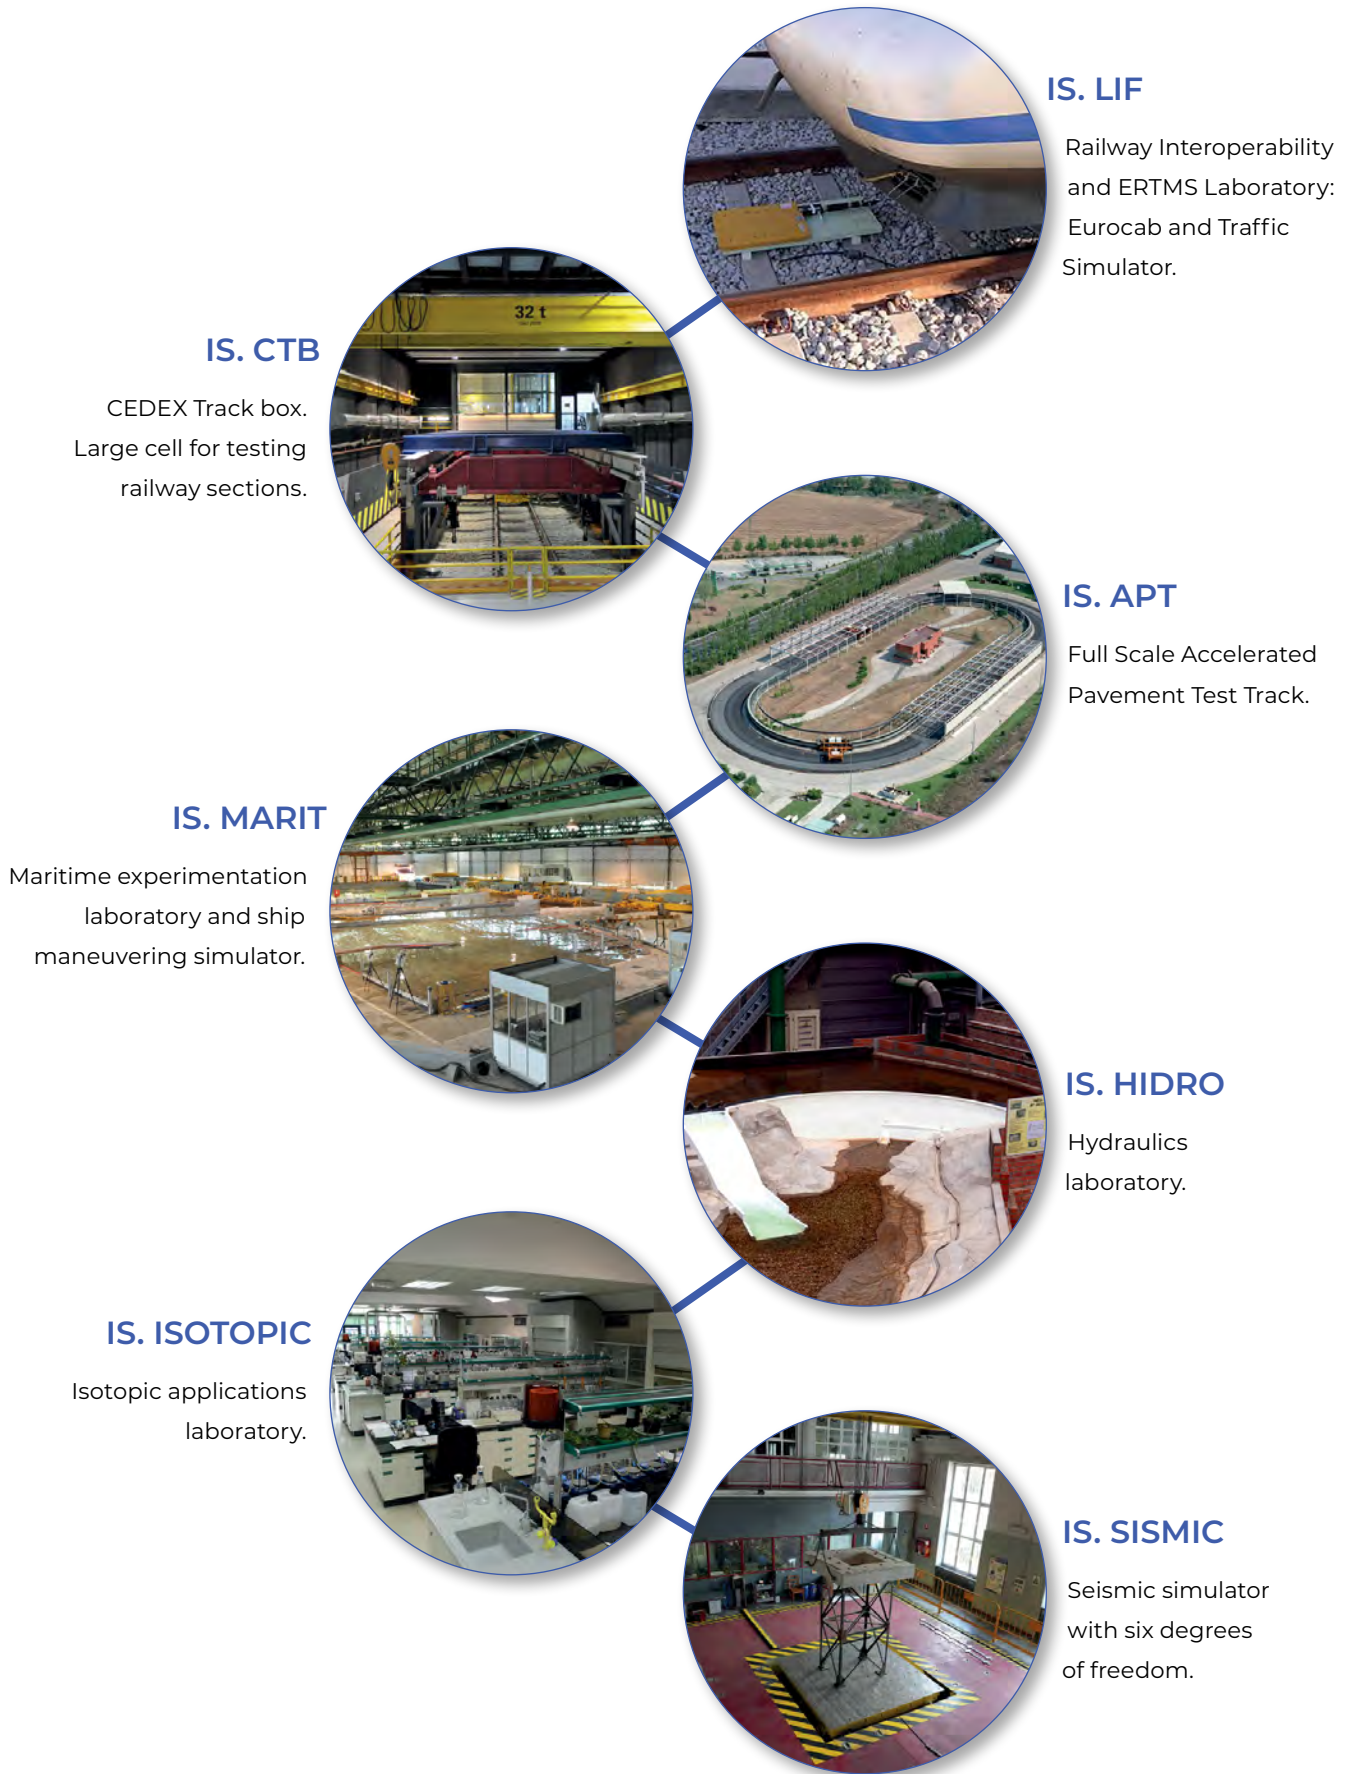 IS. LIF
Railway Interoperability
and ERTMS Laboratory:
Eurocab and Traffic
Simulator.
32 t
IS. CTB
CEDEX Track box.
Large cell for testing
railway sections.
IS. APT
Full Scale Accelerated
Pavement Test Track.
IS. MARIT
Maritime experimentation
laboratory and ship
maneuvering simulator.
IS. HIDRO
Hydraulics
laboratory.
IS. ISOTOPIC
Isotopic applications
laboratory.
IS. SISMIC
Seismic simulator
with six degrees
of freedom.